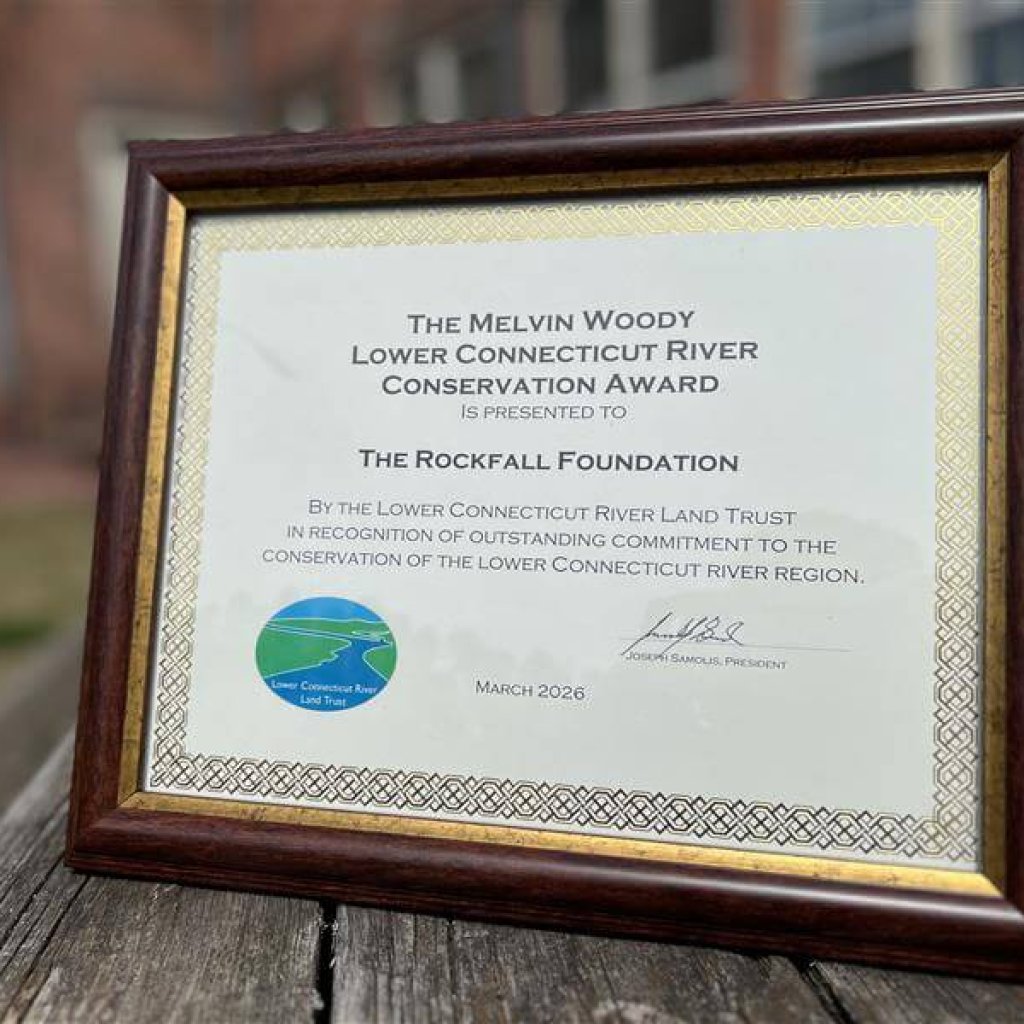 The Melvin Woody
Lower Connecticut River
Conservation Award
Is presented to
The Rockfall Foundation
By the Lower Connecticut River Land Trust
in recognition of outstanding commitment to the
conservation of the lower Connecticut river region.
Joseph Samolis, President
Lower Connecticut River
Land Trust
March 2026